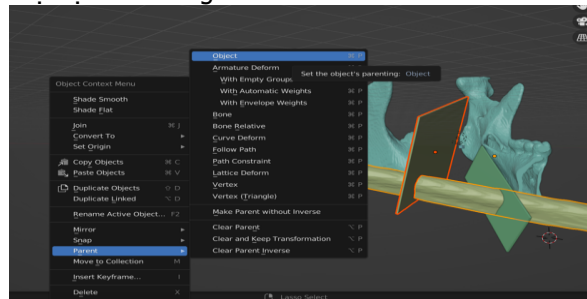 Object Context Menu
Shade Smooth
Shade Flat
Join ⌘ J
Convert To
Set Origin
Copy Objects ⌘ C
Paste Objects ⌘ V
Duplicate Objects ⇧ D
Duplicate Linked ⌥ D
Rename Active Object... F2
Mirror
Snap
Parent
Move to Collection M
Insert Keyframe... I
Delete X
Object ⌘ P
Armature Deform
With Empty Groups
With Automatic Weights ⌘ P
With Envelope Weights ⌘ P
Bone ⌘ P
Bone Relative ⌘ P
Curve Deform ⌘ P
Follow Path ⌘ P
Path Constraint ⌘ P
Lattice Deform ⌘ P
Vertex ⌘ P
Vertex (Triangle) ⌘ P
Make Parent without Inverse
Clear Parent ⌥ P
Clear and Keep Transformation ⌥ P
Clear Parent Inverse ⌥ P
Set the object's parenting: Object
Lasso Select